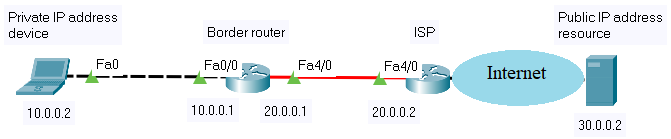 Private IP address
device
Border router
ISP
Public IP address
resource
Fa0
Fa0/0
Fa4/0
Fa4/0
Internet
10.0.0.2
10.0.0.1
20.0.0.1
20.0.0.2
30.0.0.2